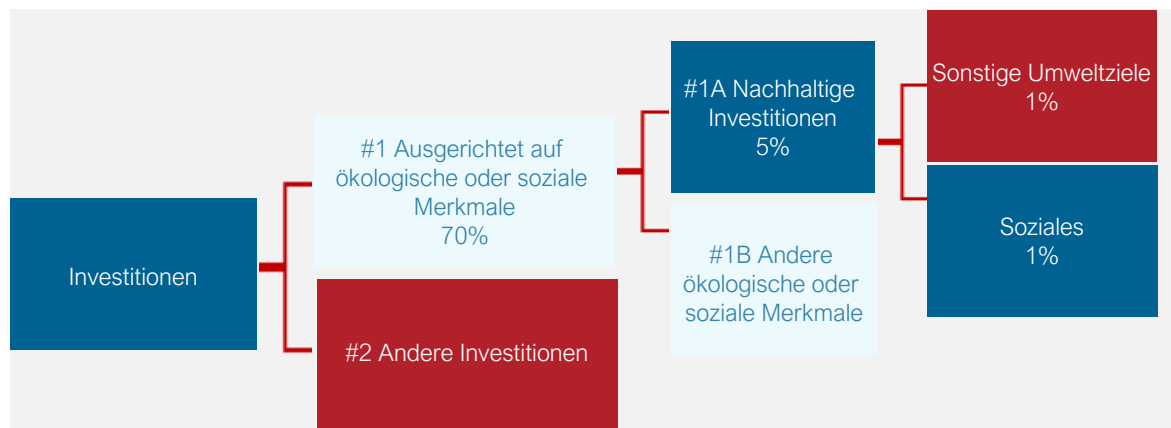 Investitionen
#1 Ausgerichtet auf
ökologische oder soziale
Merkmale
70%
#2 Andere Investitionen
#1A Nachhaltige
Investitionen
5%
#1B Andere
ökologische oder
soziale Merkmale
Sonstige Umweltziele
1%
Soziales
1%